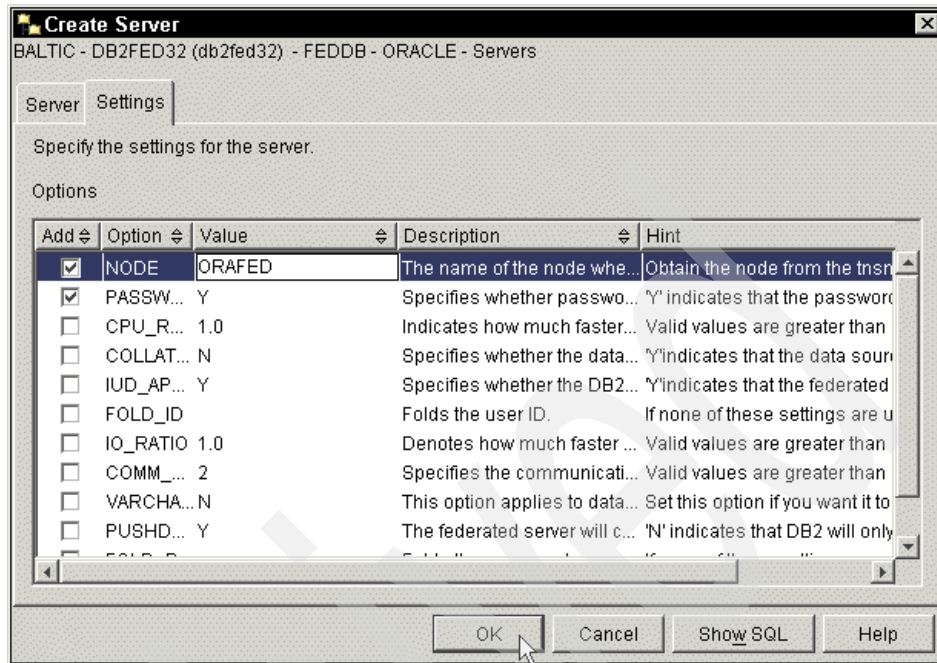 Create Server
BALTIC - DB2FED32 (db2fed32) - FEDDB - ORACLE - Servers
Server Settings
Specify the settings for the server.
Options
Add Option Value Description Hint
NODE ORAFED The name of the node whe... Obtain the node from the tnsn
PASSW... Y Specifies whether passwo... 'Y' indicates that the password
CPU_R... 1.0 Indicates how much faster... Valid values are greater than
COLLAT... N Specifies whether the data... 'Y'indicates that the data sour
IUD_AP... Y Specifies whether the DB2... 'Y'indicates that the federated
FOLD_ID Folds the user ID. If none of these settings are u
IO_RATIO 1.0 Denotes how much faster ... Valid values are greater than
COMM_... 2 Specifies the communicati... Valid values are greater than
VARCHA... N This option applies to data... Set this option if you want it to
PUSHD... Y The federated server will c... 'N' indicates that DB2 will only
OK Cancel Show SQL Help